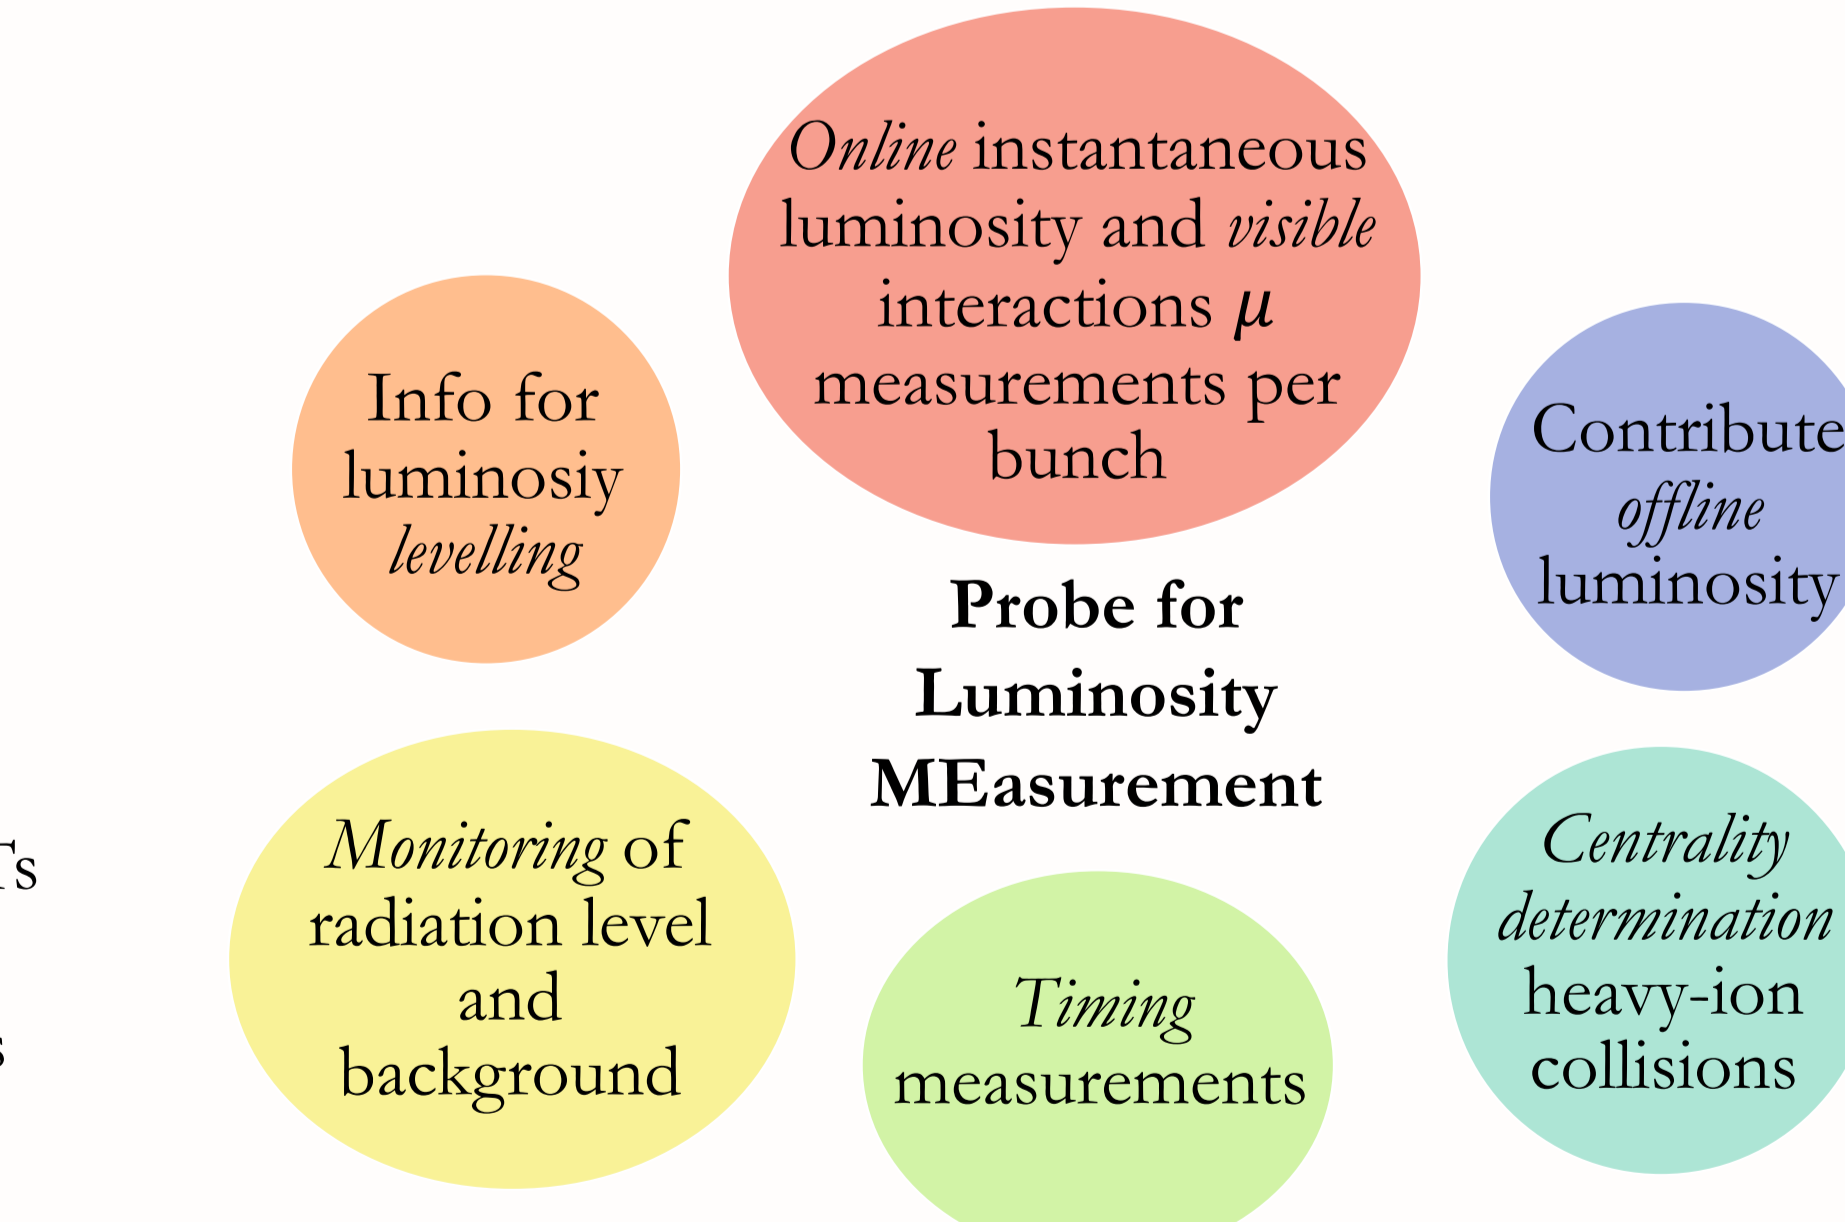 Online instantaneous
luminosity and visible
interactions μ
measurements per
bunch
Info for
luminosiy
levelling
Contribute
offline
luminosity
Probe for
Luminosity
MEasurement
Monitoring of
radiation level
and
background
Timing
measurements
Centrality
determination
heavy-ion
collisions